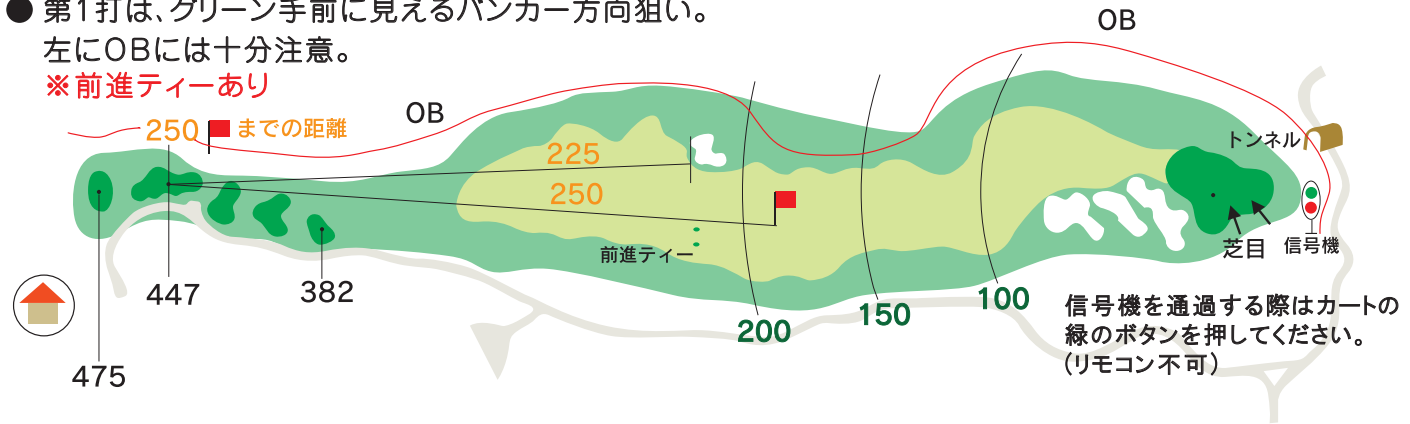 ● 第1打は、グリーン手前に見えるバンカー方向狙い。
左にOBには十分注意。
※前進ティーあり
OB
OB
250 までの距離
225
250
トンネル
前進ティー
芝目
信号機
447
382
475
200
150
100
信号機を通過する際はカートの
緑のボタンを押してください。
(リモコン不可)